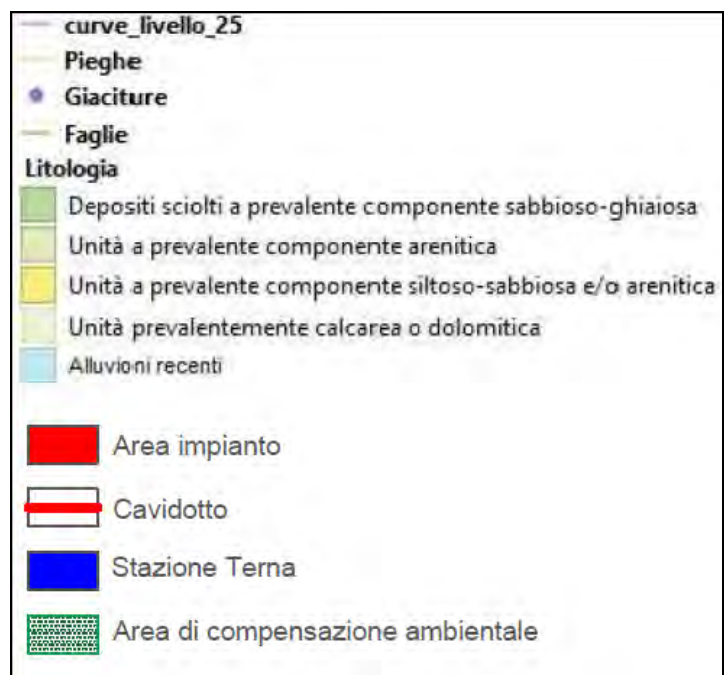 curve_livello_25
Pieghe
Giaciture
Faglie
Litologia
Depositi sciolti a prevalente componente sabbioso-ghiaiosa
Unità a prevalente componente arenitica
Unità a prevalente componente siltoso-sabbiosa e/o arenitica
Unità prevalentemente calcarea o dolomitica
Alluvioni recenti
Area impianto
Cavidotto
Stazione Terna
Area di compensazione ambientale